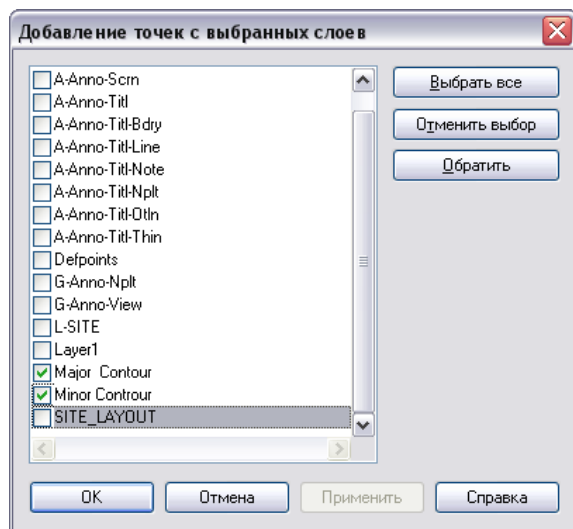 Добавление точек с выбранных слоев
A-Anno-Scrn
A-Anno-Titl
A-Anno-Titl-Bdry
A-Anno-Titl-Line
A-Anno-Titl-Note
A-Anno-Titl-Nplt
A-Anno-Titl-Otln
A-Anno-Titl-Thin
Defpoints
G-Anno-Nplt
G-Anno-View
L-SITE
Layer1
Major Contour
Minor Controur
SITE_LAYOUT
Выбрать все
Отменить выбор
Обратить
OK
Отмена
Применить
Справка